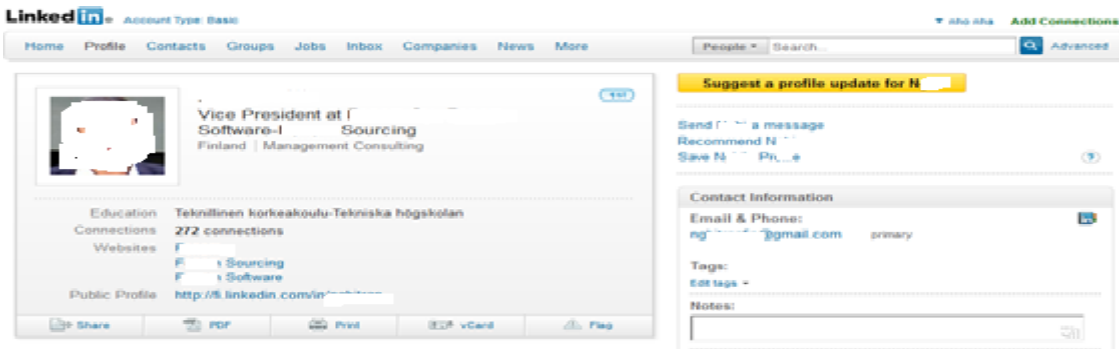 Linked in Account Type: Basic
nho nha Add Connections
Home Profile Contacts Groups Jobs Inbox Companies News More
People Search... Advanced
1st
Vice President at
Software- Sourcing
Finland | Management Consulting
Education Teknillinen korkeakoulu-Tekniska högskolan
Connections 272 connections
Websites
Sourcing
Software
Public Profile http://fi.linkedin.com/in/
Share PDF Print vCard Flag
Suggest a profile update for N
Send a message
Recommend N
Save N
?
Contact Information
Email & Phone:
@gmail.com primary
Tags:
Edit tags
Notes: